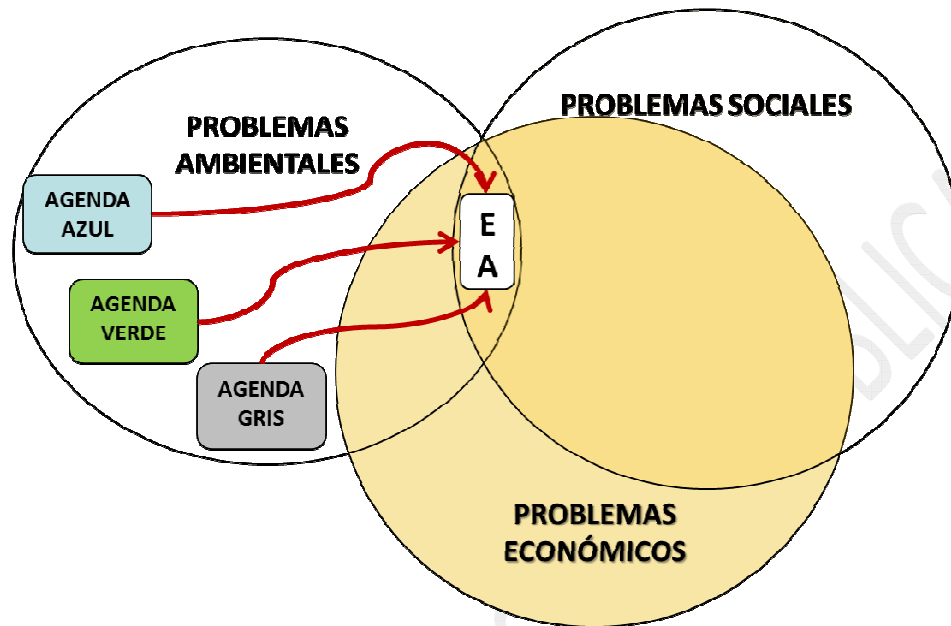 PROBLEMAS
AMBIENTALES
PROBLEMAS SOCIALES
AGENDA
AZUL
E
A
AGENDA
VERDE
AGENDA
GRIS
PROBLEMAS
ECONÓMICOS